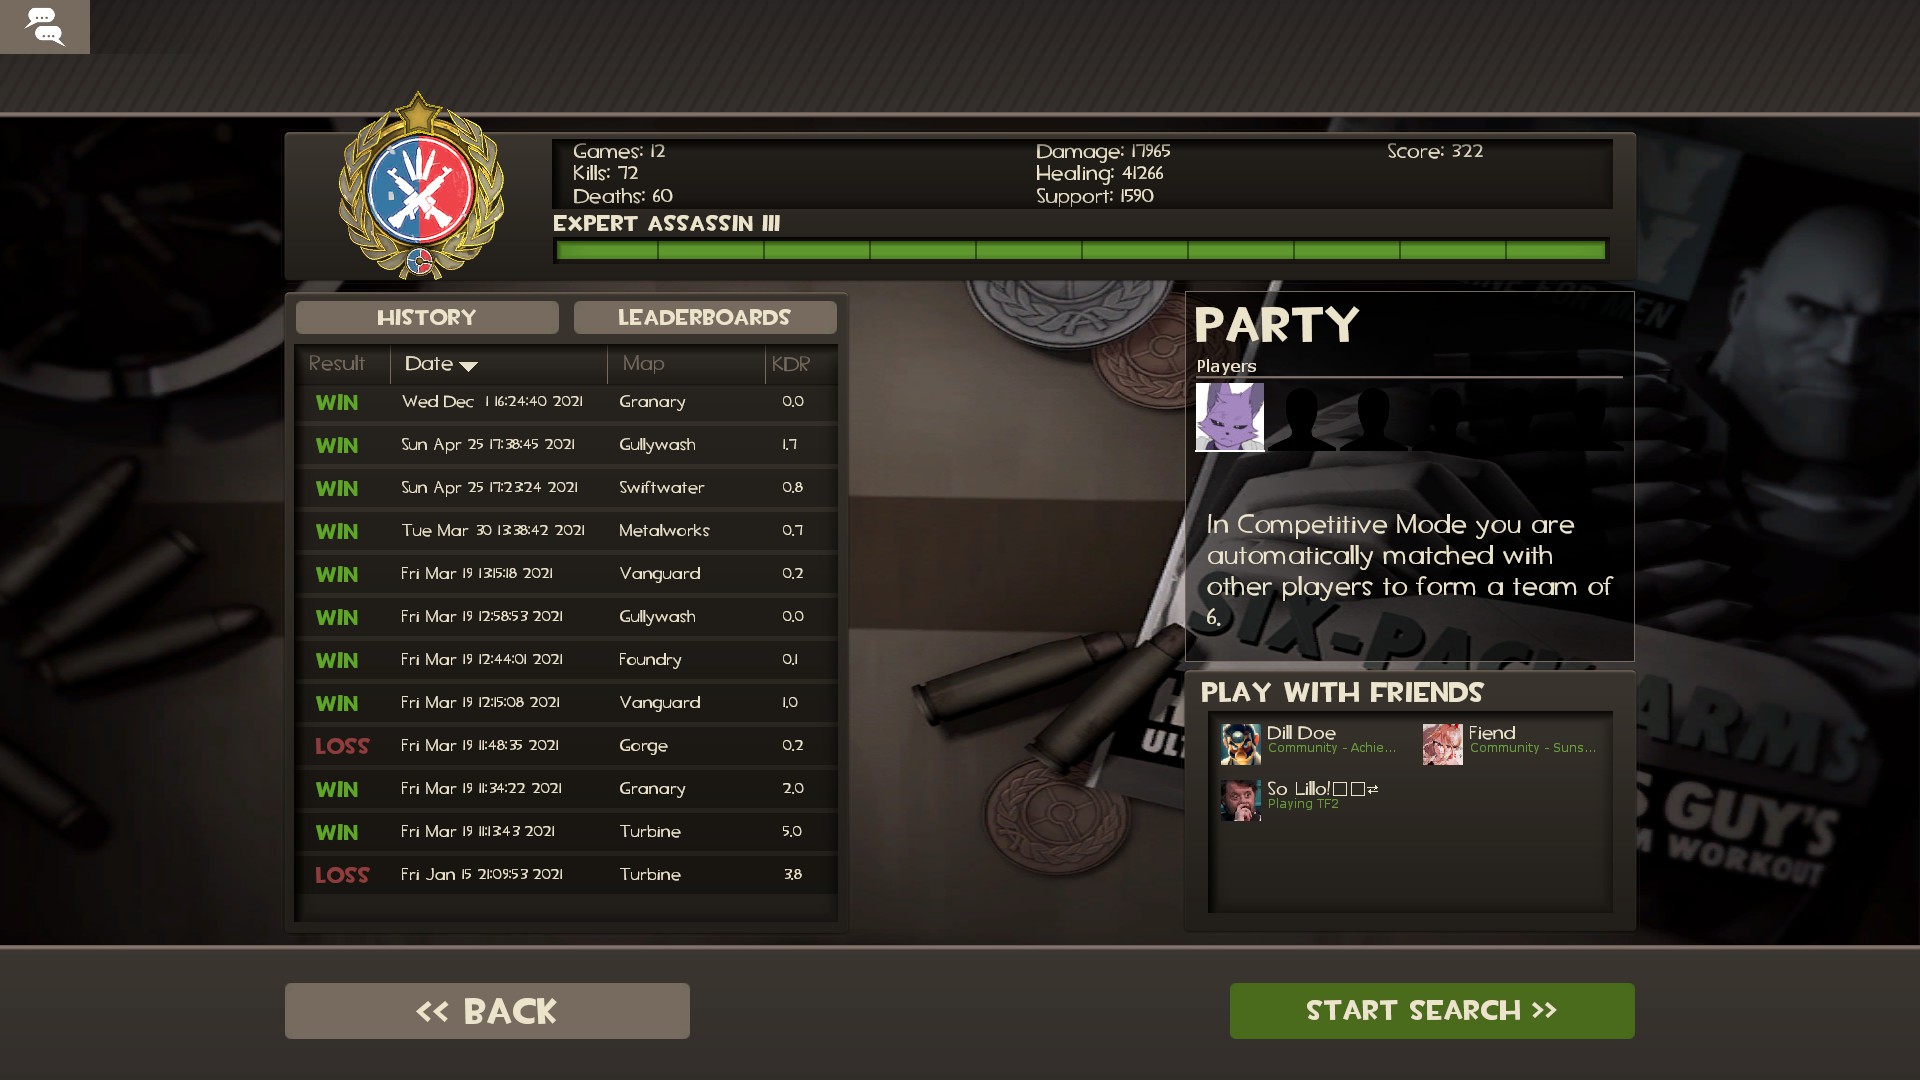 Games: 12
Kills: 72
Deaths: 60
Damage: 17965
Healing: 41266
Support: 1590
Score: 322
EXPERT ASSASSIN III
HISTORY
LEADERBOARDS
Result Date Map KDR
WIN Wed Dec 1 16:24:40 2021 Granary 0.0
WIN Sun Apr 25 17:38:45 2021 Gullywash 1.7
WIN Sun Apr 25 17:23:24 2021 Swiftwater 0.8
WIN Tue Mar 30 13:38:42 2021 Metalworks 0.7
WIN Fri Mar 19 13:15:18 2021 Vanguard 0.2
WIN Fri Mar 19 12:58:53 2021 Gullywash 0.0
WIN Fri Mar 19 12:44:01 2021 Foundry 0.1
WIN Fri Mar 19 12:15:08 2021 Vanguard 1.0
LOSS Fri Mar 19 11:48:35 2021 Gorge 0.2
WIN Fri Mar 19 11:34:22 2021 Granary 2.0
WIN Fri Mar 19 11:13:43 2021 Turbine 5.0
LOSS Fri Jan 15 21:09:53 2021 Turbine 3.8
PARTY
Players
In Competitive Mode you are
automatically matched with
other players to form a team of
6.
PLAY WITH FRIENDS
Dill Doe
Community - Achie...
Fiend
Community - Suns...
So Lillo!□□⇄
Playing TF2
FOR MEN
SIX-PACK
ARMS
GUY'S
WORKOUT
<< BACK
START SEARCH >>